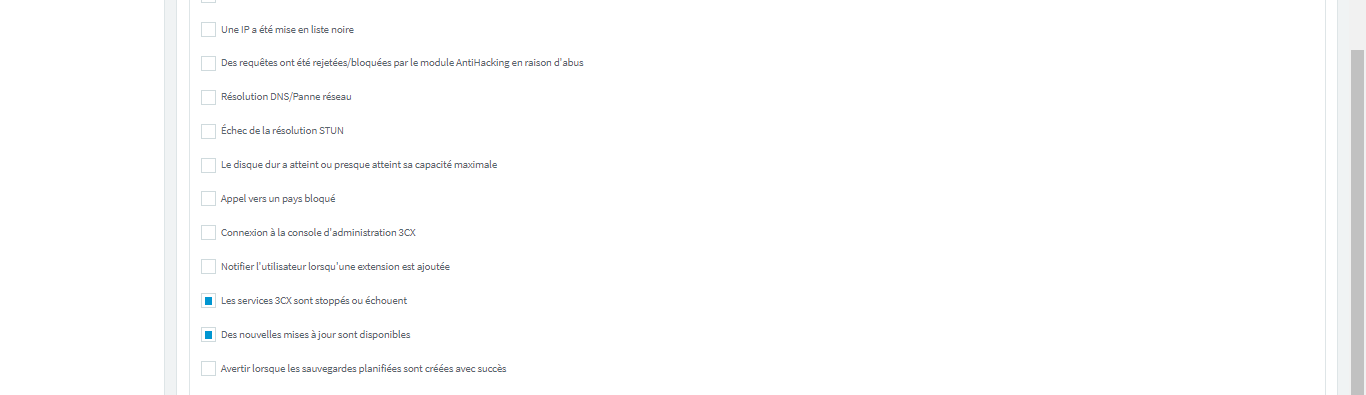 Une IP a été mise en liste noire
Des requêtes ont été rejetées/bloquées par le module AntiHacking en raison d'abus
Résolution DNS/Panne réseau
Échec de la résolution STUN
Le disque dur a atteint ou presque atteint sa capacité maximale
Appel vers un pays bloqué
Connexion à la console d'administration 3CX
Notifier l'utilisateur lorsqu'une extension est ajoutée
Les services 3CX sont stoppés ou échouent
Des nouvelles mises à jour sont disponibles
Avertir lorsque les sauvegardes planifiées sont créées avec succès